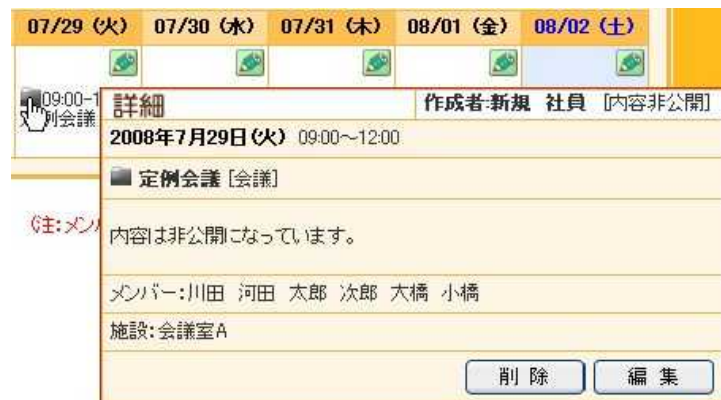 07/29 (火) 07/30 (水) 07/31 (木) 08/01 (金) 08/02 (土)
09:00-1
例会議
詳細 作成者:新規 社員 [内容非公開]
2008年7月29日(火) 09:00～12:00
定例会議 [会議]
(注:メンバ
内容は非公開になっています。
メンバー:川田 河田 太郎 次郎 大橋 小橋
施設:会議室A
削 除 編 集